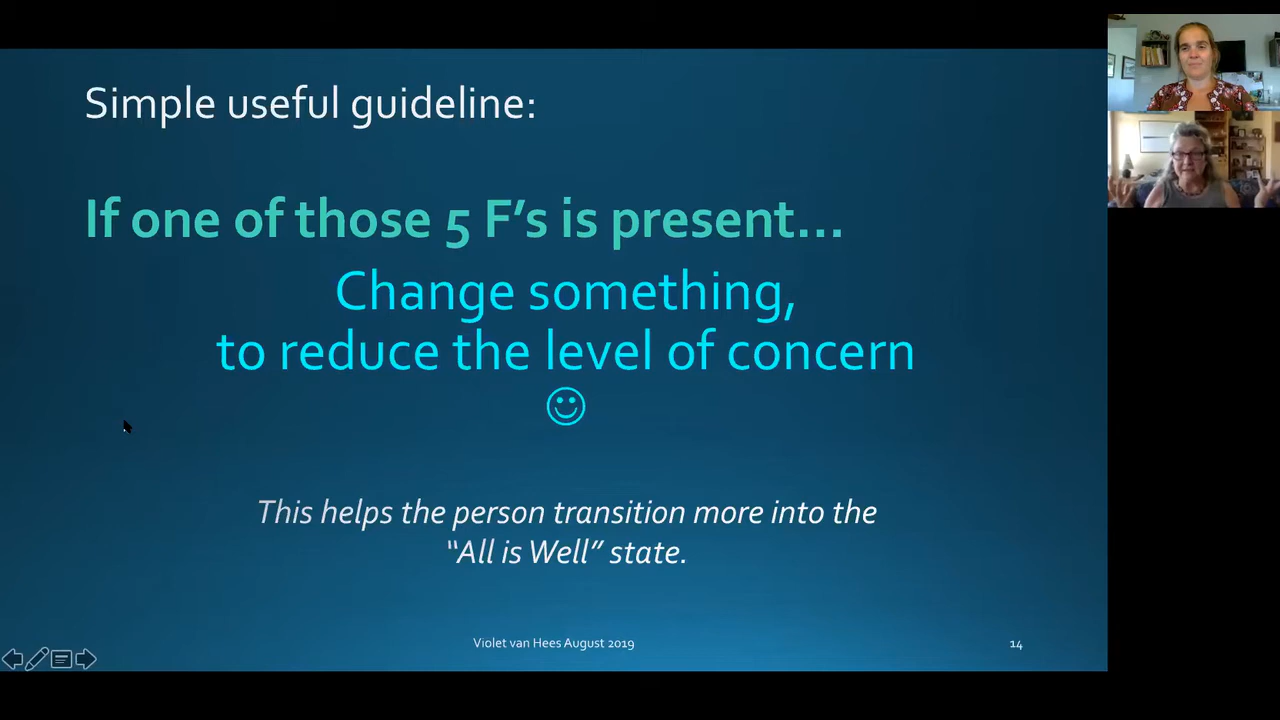 Simple useful guideline:
If one of those 5 F’s is present...
Change something,
to reduce the level of concern
☺
This helps the person transition more into the
“All is Well” state.
Violet van Hees August 2019
14